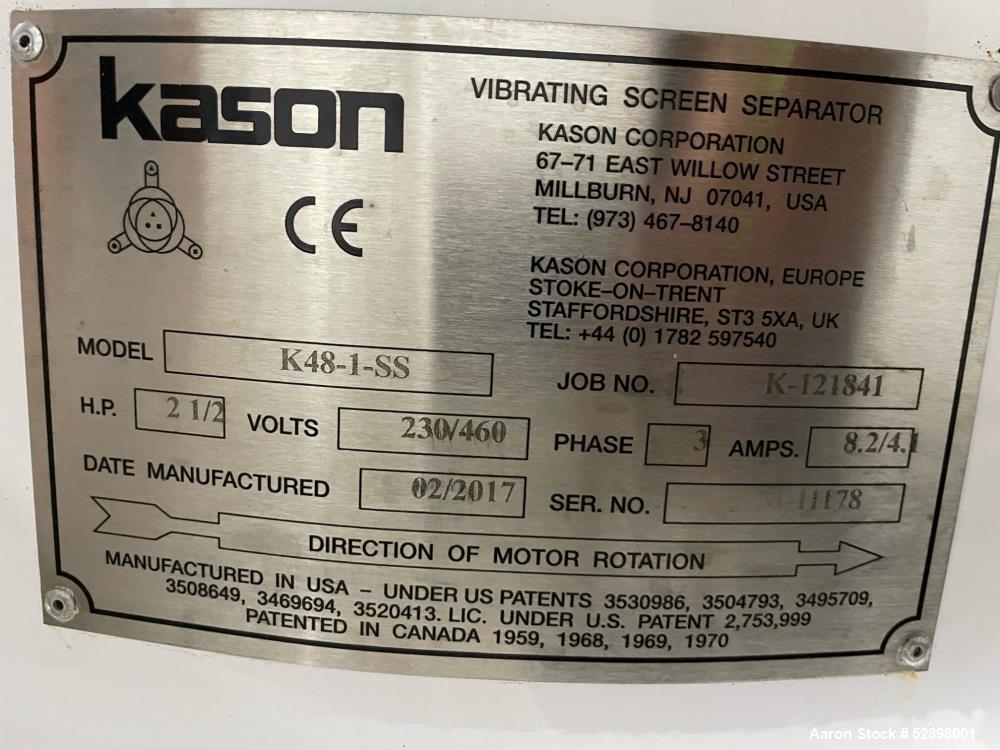 kason
CE
VIBRATING SCREEN SEPARATOR
KASON CORPORATION
67–71 EAST WILLOW STREET
MILLBURN, NJ 07041, USA
TEL: (973) 467–8140
KASON CORPORATION, EUROPE
STOKE–ON–TRENT
STAFFORDSHIRE, ST3 5XA, UK
TEL: +44 (0) 1782 597540
MODEL K48-1-SS
JOB NO. K-121841
H.P. 2 1/2 VOLTS 230/460 PHASE 3 AMPS. 8.2/4.1
DATE MANUFACTURED 02/2017 SER. NO.
DIRECTION OF MOTOR ROTATION
MANUFACTURED IN USA – UNDER US PATENTS 3530986, 3504793, 3495709,
3508649, 3469694, 3520413. LIC. UNDER U.S. PATENT 2,753,999
PATENTED IN CANADA 1959, 1968, 1969, 1970
Aaron Stock # 52398001